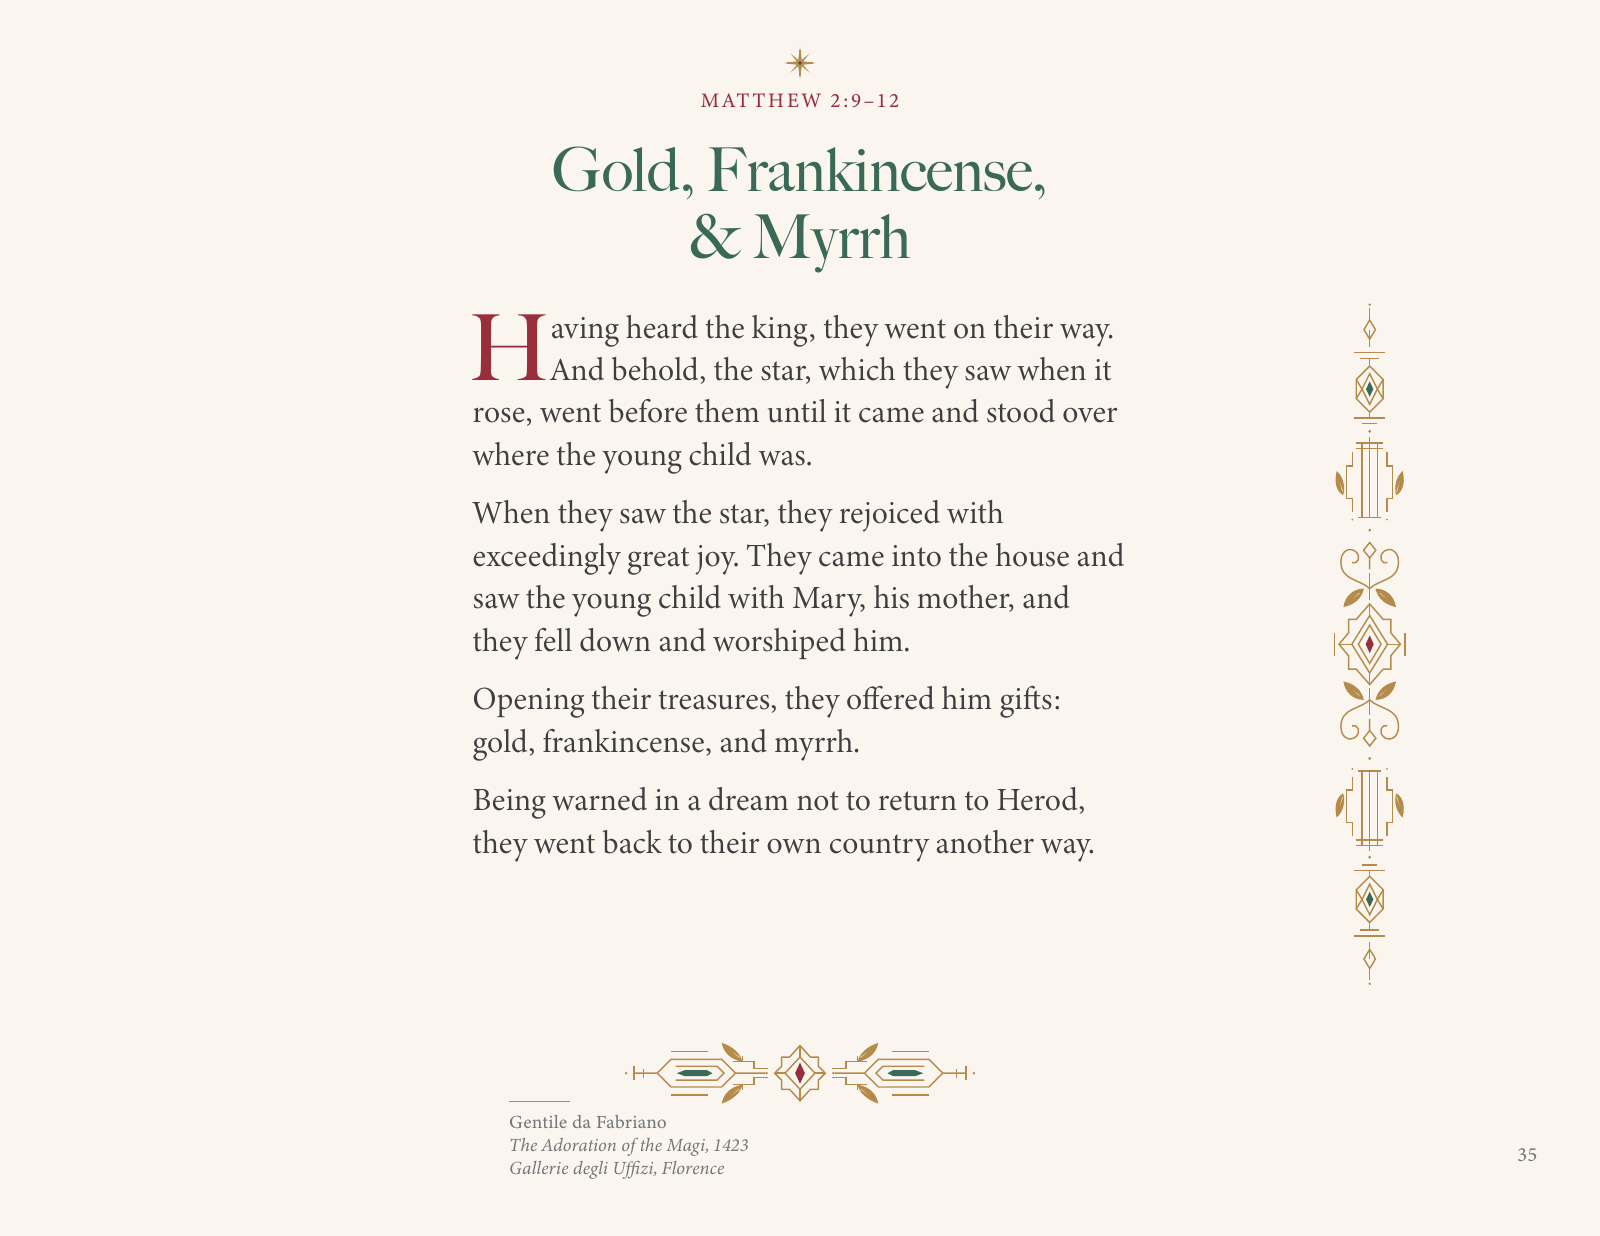 MATTHEW 2:9–12
Gold, Frankincense,
& Myrrh
Having heard the king, they went on their way.
And behold, the star, which they saw when it
rose, went before them until it came and stood over
where the young child was.
When they saw the star, they rejoiced with
exceedingly great joy. They came into the house and
saw the young child with Mary, his mother, and
they fell down and worshiped him.
Opening their treasures, they offered him gifts:
gold, frankincense, and myrrh.
Being warned in a dream not to return to Herod,
they went back to their own country another way.
Gentile da Fabriano
The Adoration of the Magi, 1423
Gallerie degli Uffizi, Florence
35